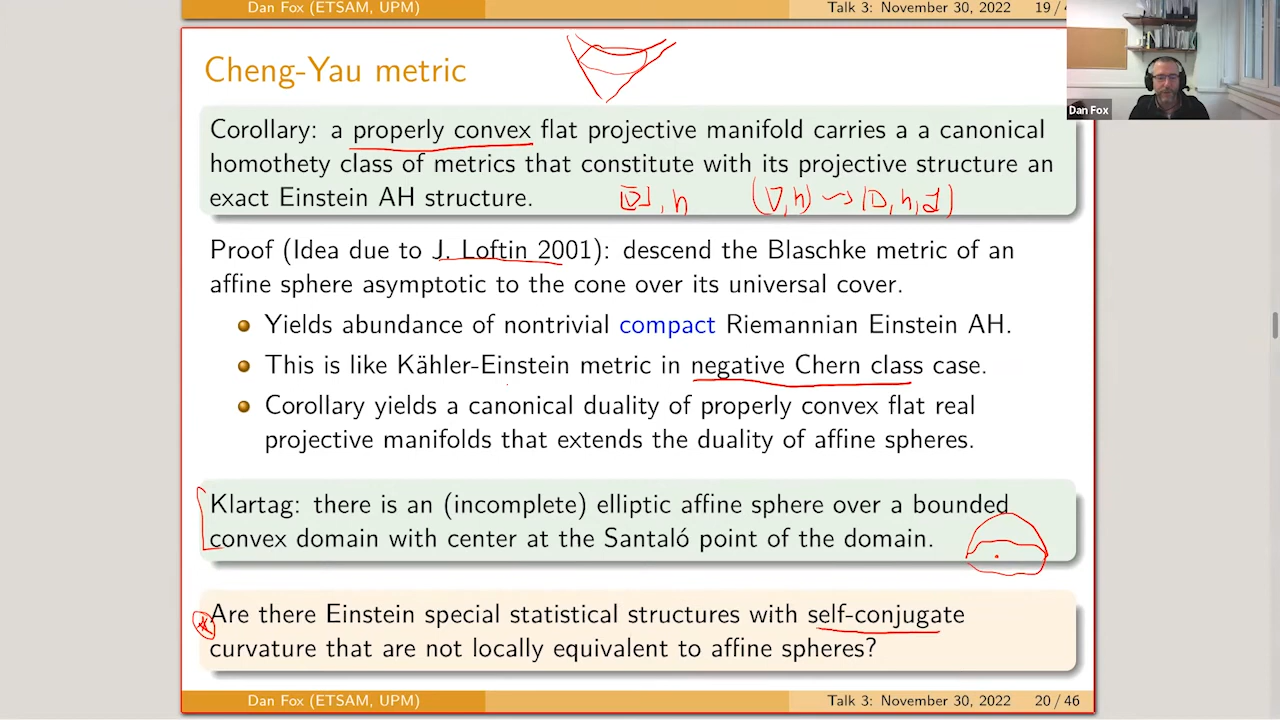 Dan Fox (ETSAM, UPM) Talk 3: November 30, 2022 19 /
Cheng-Yau metric
Dan Fox
Corollary: a properly convex flat projective manifold carries a a canonical
homothety class of metrics that constitute with its projective structure an
exact Einstein AH structure.
Proof (Idea due to J. Loftin 2001): descend the Blaschke metric of an
affine sphere asymptotic to the cone over its universal cover.
Yields abundance of nontrivial compact Riemannian Einstein AH.
This is like Kähler-Einstein metric in negative Chern class case.
Corollary yields a canonical duality of properly convex flat real
projective manifolds that extends the duality of affine spheres.
Klartag: there is an (incomplete) elliptic affine sphere over a bounded
convex domain with center at the Santaló point of the domain.
Are there Einstein special statistical structures with self-conjugate
curvature that are not locally equivalent to affine spheres?
Dan Fox (ETSAM, UPM) Talk 3: November 30, 2022 20 / 46